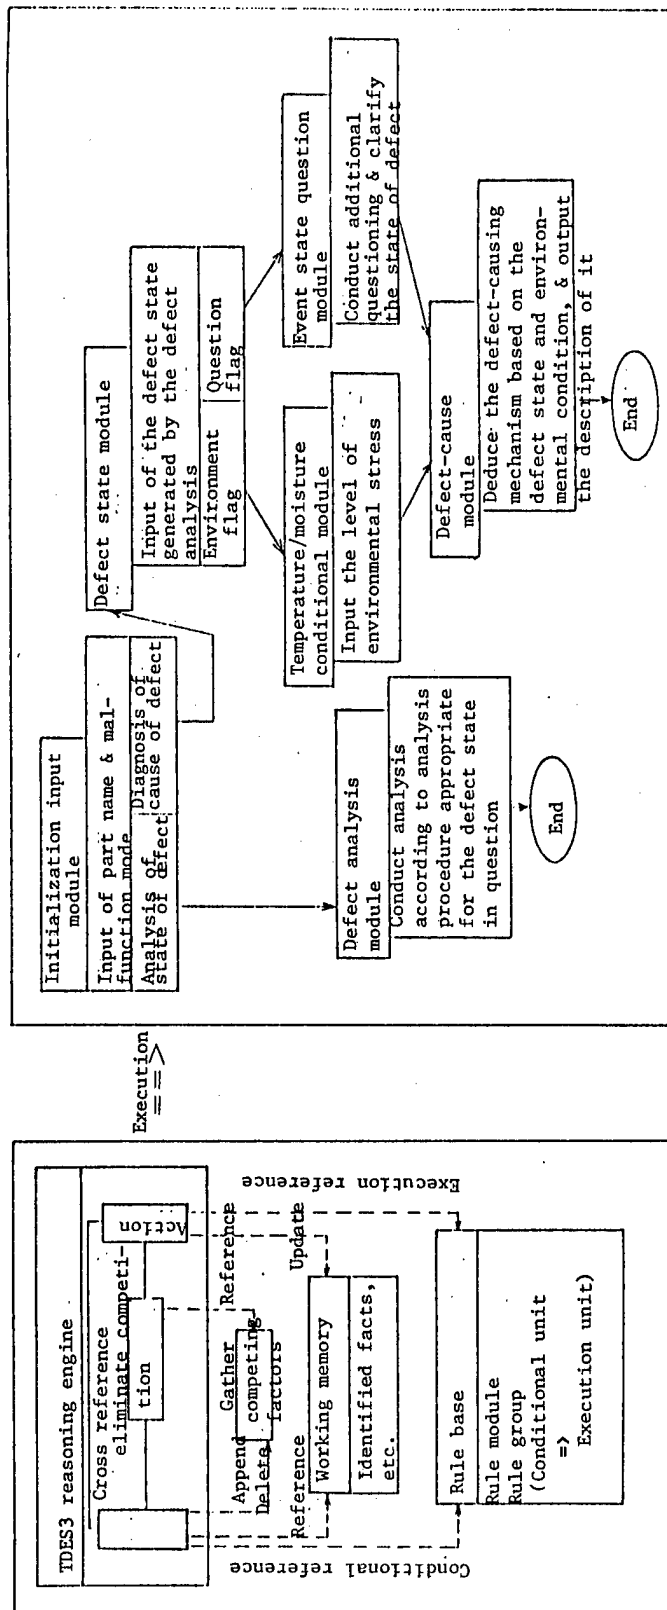 TDES3 reasoning engine
Cross reference
eliminate competi-
tion
Action
Gather
competing
factors
Append
Delete
Reference
Reference
Update
Working memory
Identified facts,
etc.
Conditional reference
Execution reference
Rule base
Rule module
Rule group
(Conditional unit
=>
Execution unit)
Execution
==>
Initialization input
module
Input of part name & mal-
function mode
Analysis of
state of defect
Diagnosis of
cause of defect
Defect state module
Input of the defect state
generated by the defect
analysis
Environment
flag
Question
flag
Temperature/moisture
conditional module
Input the level of
environmental stress
Event state question
module
Conduct additional
questioning & clarify
the state of defect
Defect analysis
module
Conduct analysis
according to analysis
procedure appropriate
for the defect state
in question
End
Defect-cause
module
Deduce the defect-causing
mechanism based on the
defect state and environ-
mental condition, & output
the description of it
End